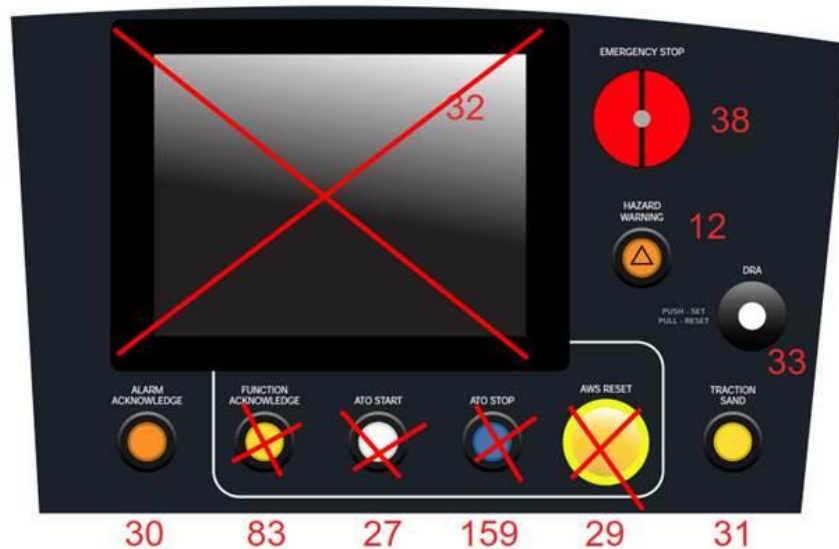 EMERGENCY STOP
32
38
HAZARD
WARNING
12
DRA
PUSH - SET
PULL - RESET
33
ALARM
ACKNOWLEDGE
FUNCTION
ACKNOWLEDGE
ATO START
ATO STOP
AWS RESET
TRACTION
SAND
30
83
27
159
29
31